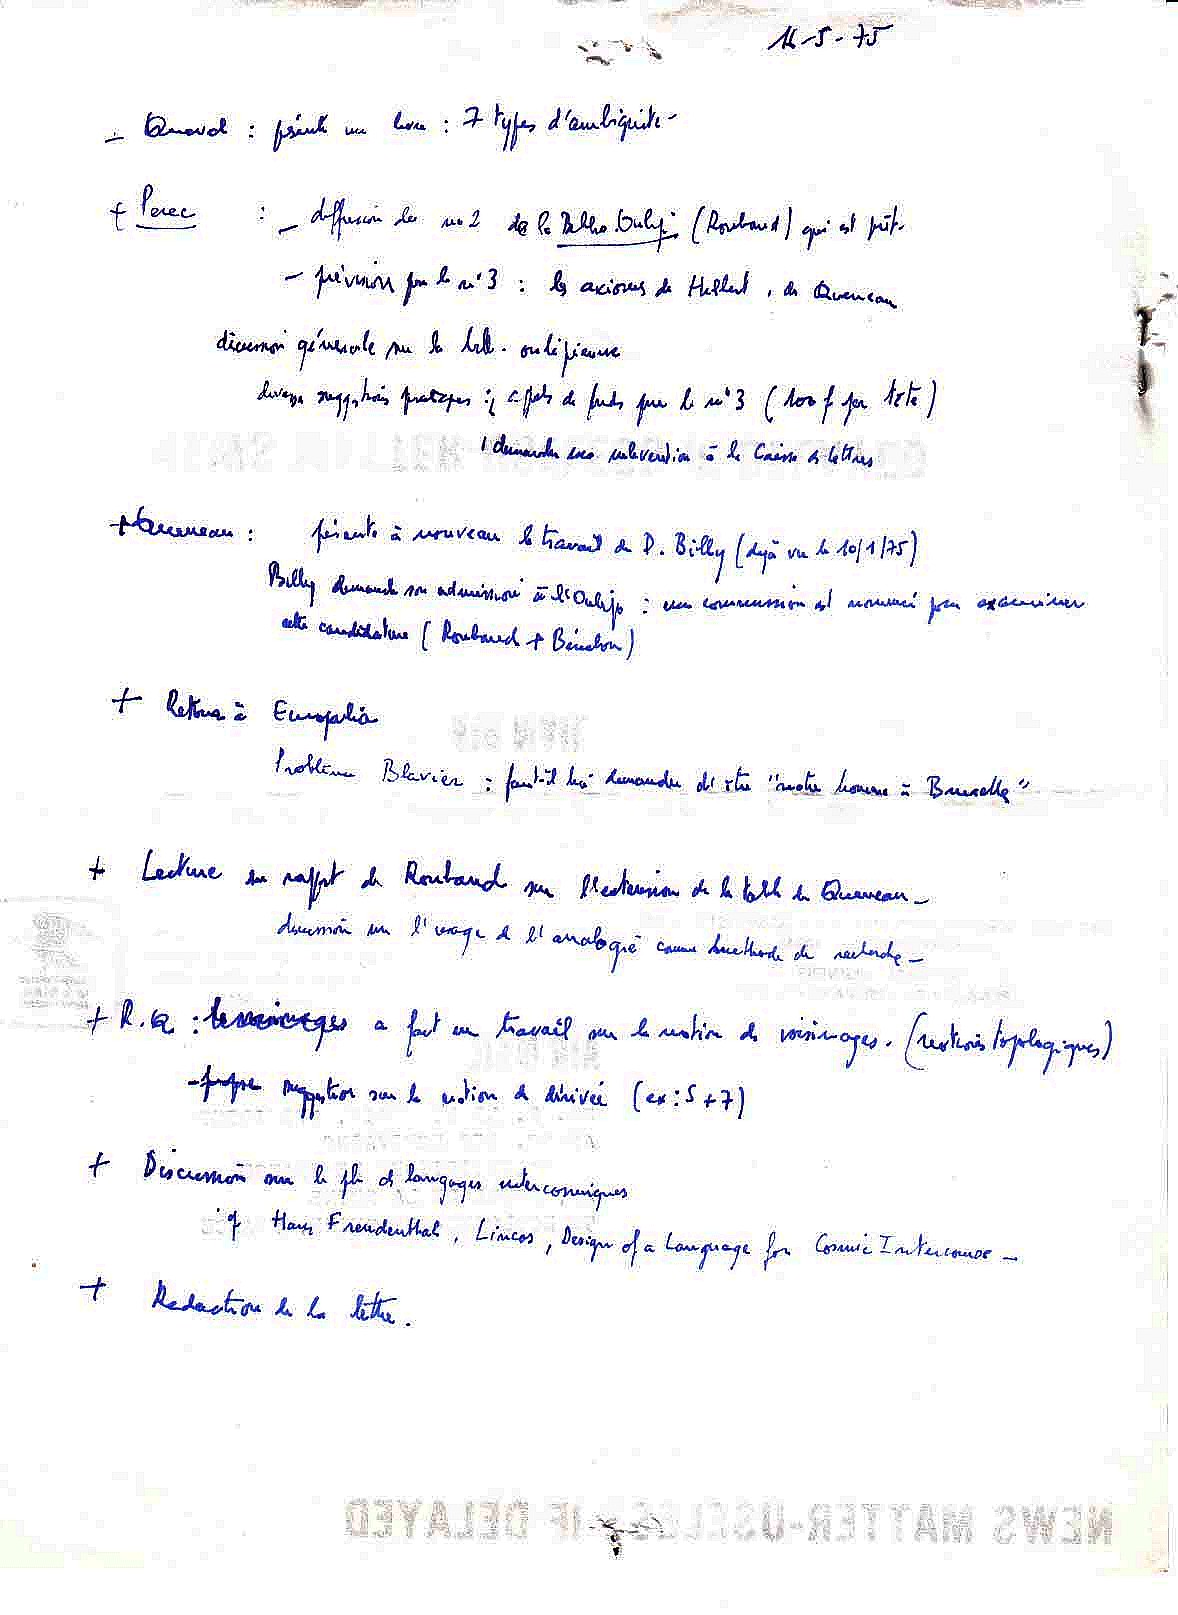 - 5 - 75
- Queval : présente un livre : 7 types d'ambiguité -
+ Perec : - diffusion du no 2 de la Biblio. Oulip. (Roubaud) qui est prêt -
- prévision pour le n° 3 : les axiomes de Hilbert, de Queneau
discussion générale sur la bibl. oulipienne
diverses suggestions pratiques : appels de fonds pour le n° 3 (100 f par tête)
demander une subvention à la Caisse des lettres
+ Queneau : présente à nouveau le travail de D. Billy (déjà vu le 10/1/75)
Billy demande son admission à l'Oulipo : une commission est nommée pour examiner
cette candidature (Roubaud + Bénabou)
+ Retour à Europalia
Problème Blavier : faut-il lui demander d'être "notre homme à Bruxelles"
+ Lecture du rapport de Roubaud sur l'extension de la table de Queneau -
discussion sur l'usage de l'analogie comme méthode de recherche -
+ R. Q : a fait un travail sur la notion de voisinages. (notions topologiques)
- propose suggestion sur la notion de dérivée (ex : S + 7)
+ Discussion sur le pb des langages intercosmiques
cf Hans Freudenthal, Lincos, Design of a Language for Cosmic Intercourse -
+ Rédaction de la lettre.
NEWS MATTER-USELESS IF DELAYED